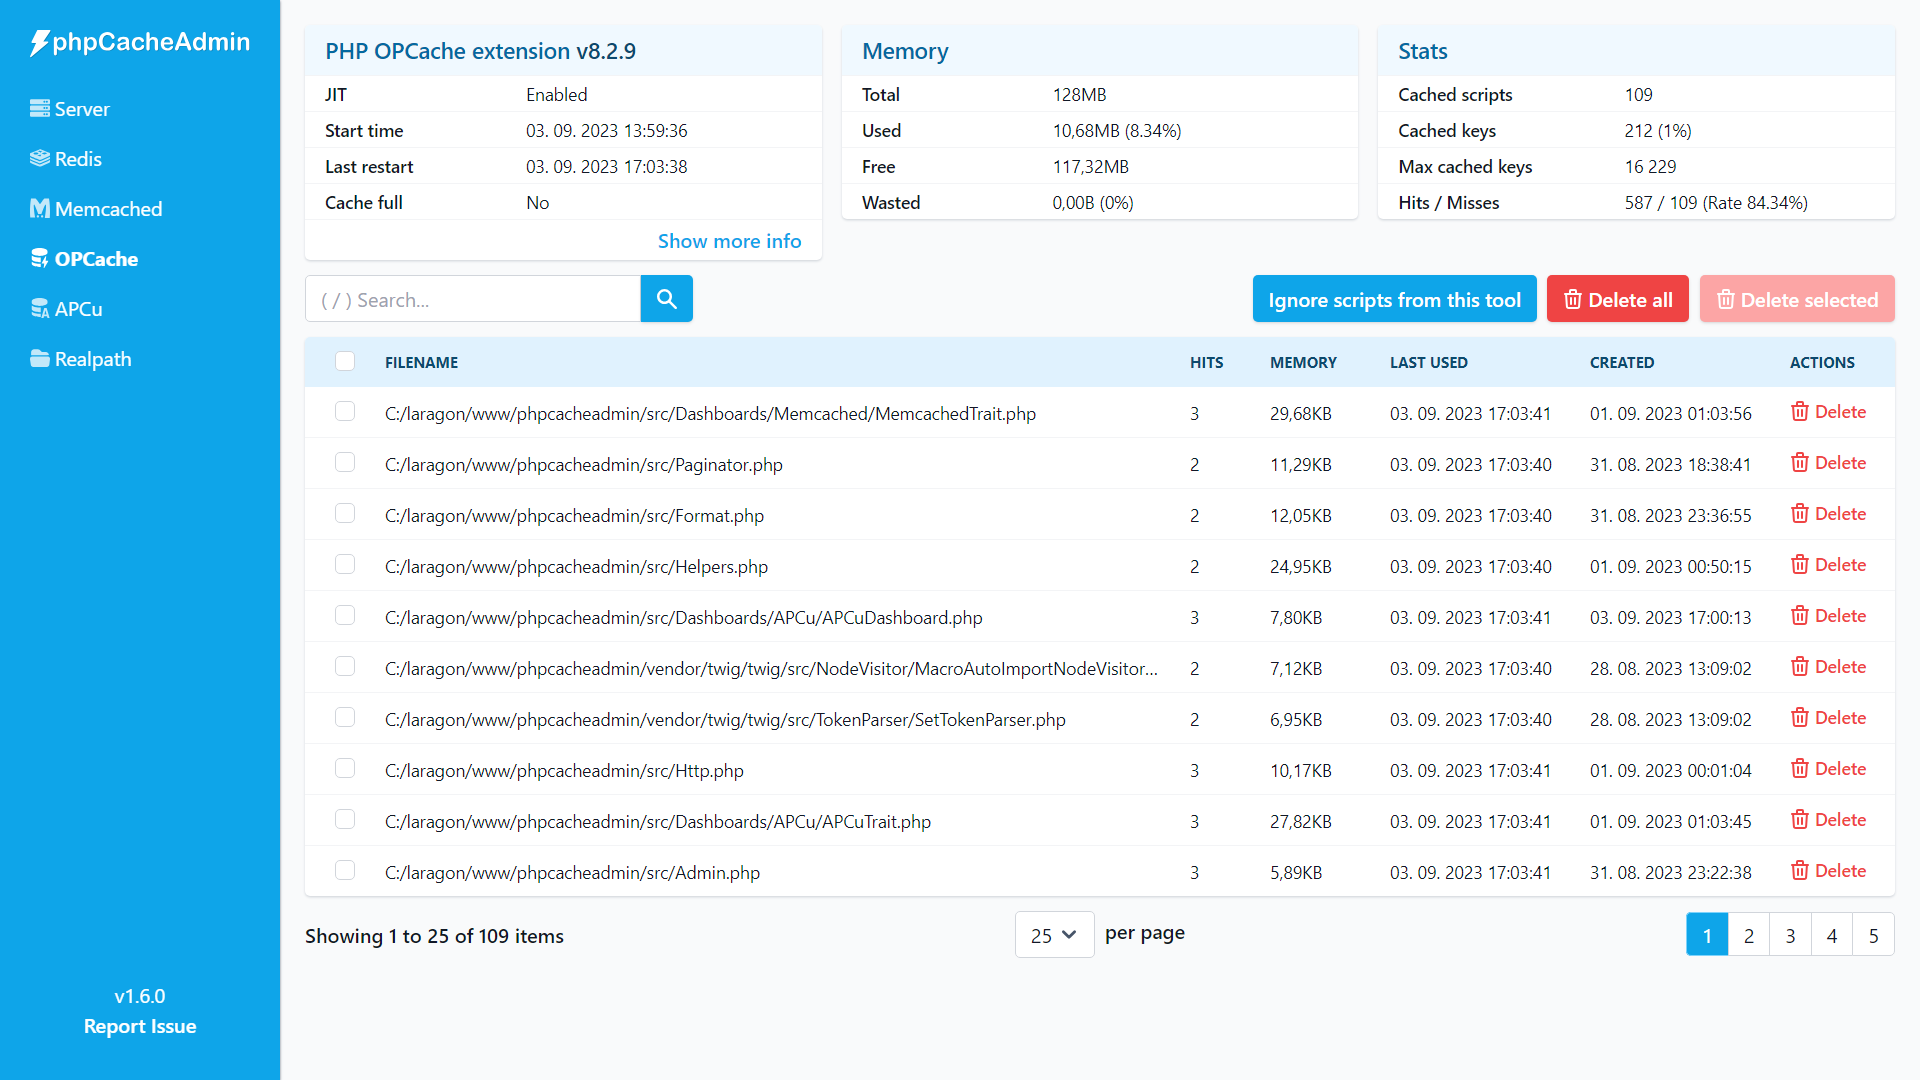 phpCacheAdmin
Server
Redis
Memcached
OPCache
APCu
Realpath
v1.6.0
Report Issue
PHP OPCache extension v8.2.9
JIT Enabled
Start time 03. 09. 2023 13:59:36
Last restart 03. 09. 2023 17:03:38
Cache full No
Show more info
Memory
Total 128MB
Used 10,68MB (8.34%)
Free 117,32MB
Wasted 0,00B (0%)
Stats
Cached scripts 109
Cached keys 212 (1%)
Max cached keys 16 229
Hits / Misses 587 / 109 (Rate 84.34%)
( / ) Search...
Ignore scripts from this tool
Delete all
Delete selected
FILENAME HITS MEMORY LAST USED CREATED ACTIONS
C:/laragon/www/phpcacheadmin/src/Dashboards/Memcached/MemcachedTrait.php 3 29,68KB 03. 09. 2023 17:03:41 01. 09. 2023 01:03:56 Delete
C:/laragon/www/phpcacheadmin/src/Paginator.php 2 11,29KB 03. 09. 2023 17:03:40 31. 08. 2023 18:38:41 Delete
C:/laragon/www/phpcacheadmin/src/Format.php 2 12,05KB 03. 09. 2023 17:03:40 31. 08. 2023 23:36:55 Delete
C:/laragon/www/phpcacheadmin/src/Helpers.php 2 24,95KB 03. 09. 2023 17:03:40 01. 09. 2023 00:50:15 Delete
C:/laragon/www/phpcacheadmin/src/Dashboards/APCu/APCuDashboard.php 3 7,80KB 03. 09. 2023 17:03:41 03. 09. 2023 17:00:13 Delete
C:/laragon/www/phpcacheadmin/vendor/twig/twig/src/NodeVisitor/MacroAutoImportNodeVisitor... 2 7,12KB 03. 09. 2023 17:03:40 28. 08. 2023 13:09:02 Delete
C:/laragon/www/phpcacheadmin/vendor/twig/twig/src/TokenParser/SetTokenParser.php 2 6,95KB 03. 09. 2023 17:03:40 28. 08. 2023 13:09:02 Delete
C:/laragon/www/phpcacheadmin/src/Http.php 3 10,17KB 03. 09. 2023 17:03:41 01. 09. 2023 00:01:04 Delete
C:/laragon/www/phpcacheadmin/src/Dashboards/APCu/APCuTrait.php 3 27,82KB 03. 09. 2023 17:03:41 01. 09. 2023 01:03:45 Delete
C:/laragon/www/phpcacheadmin/src/Admin.php 3 5,89KB 03. 09. 2023 17:03:41 31. 08. 2023 23:22:38 Delete
Showing 1 to 25 of 109 items
25 per page
1 2 3 4 5